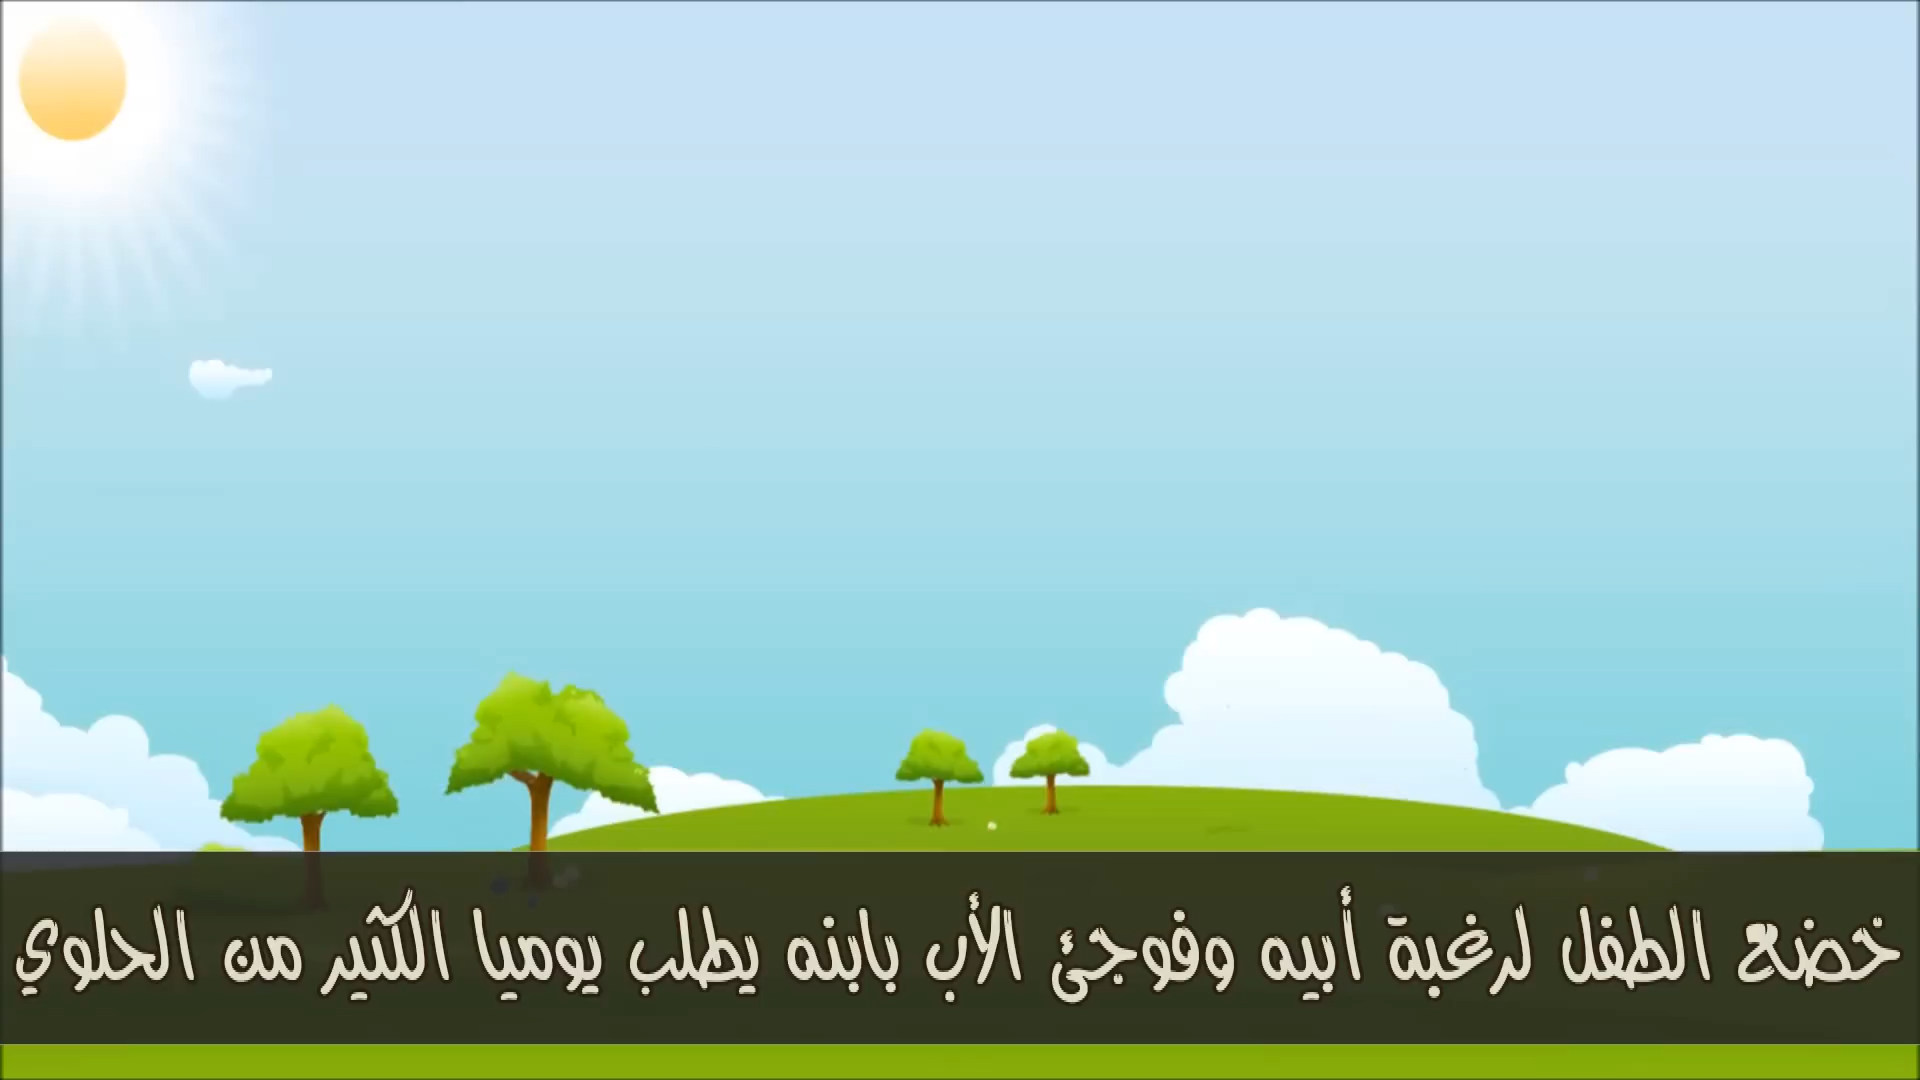 خضع الطفل لرغبة أبيه وفوجئ الأب بابنه يطلب يوميا الكثير من الحلوي